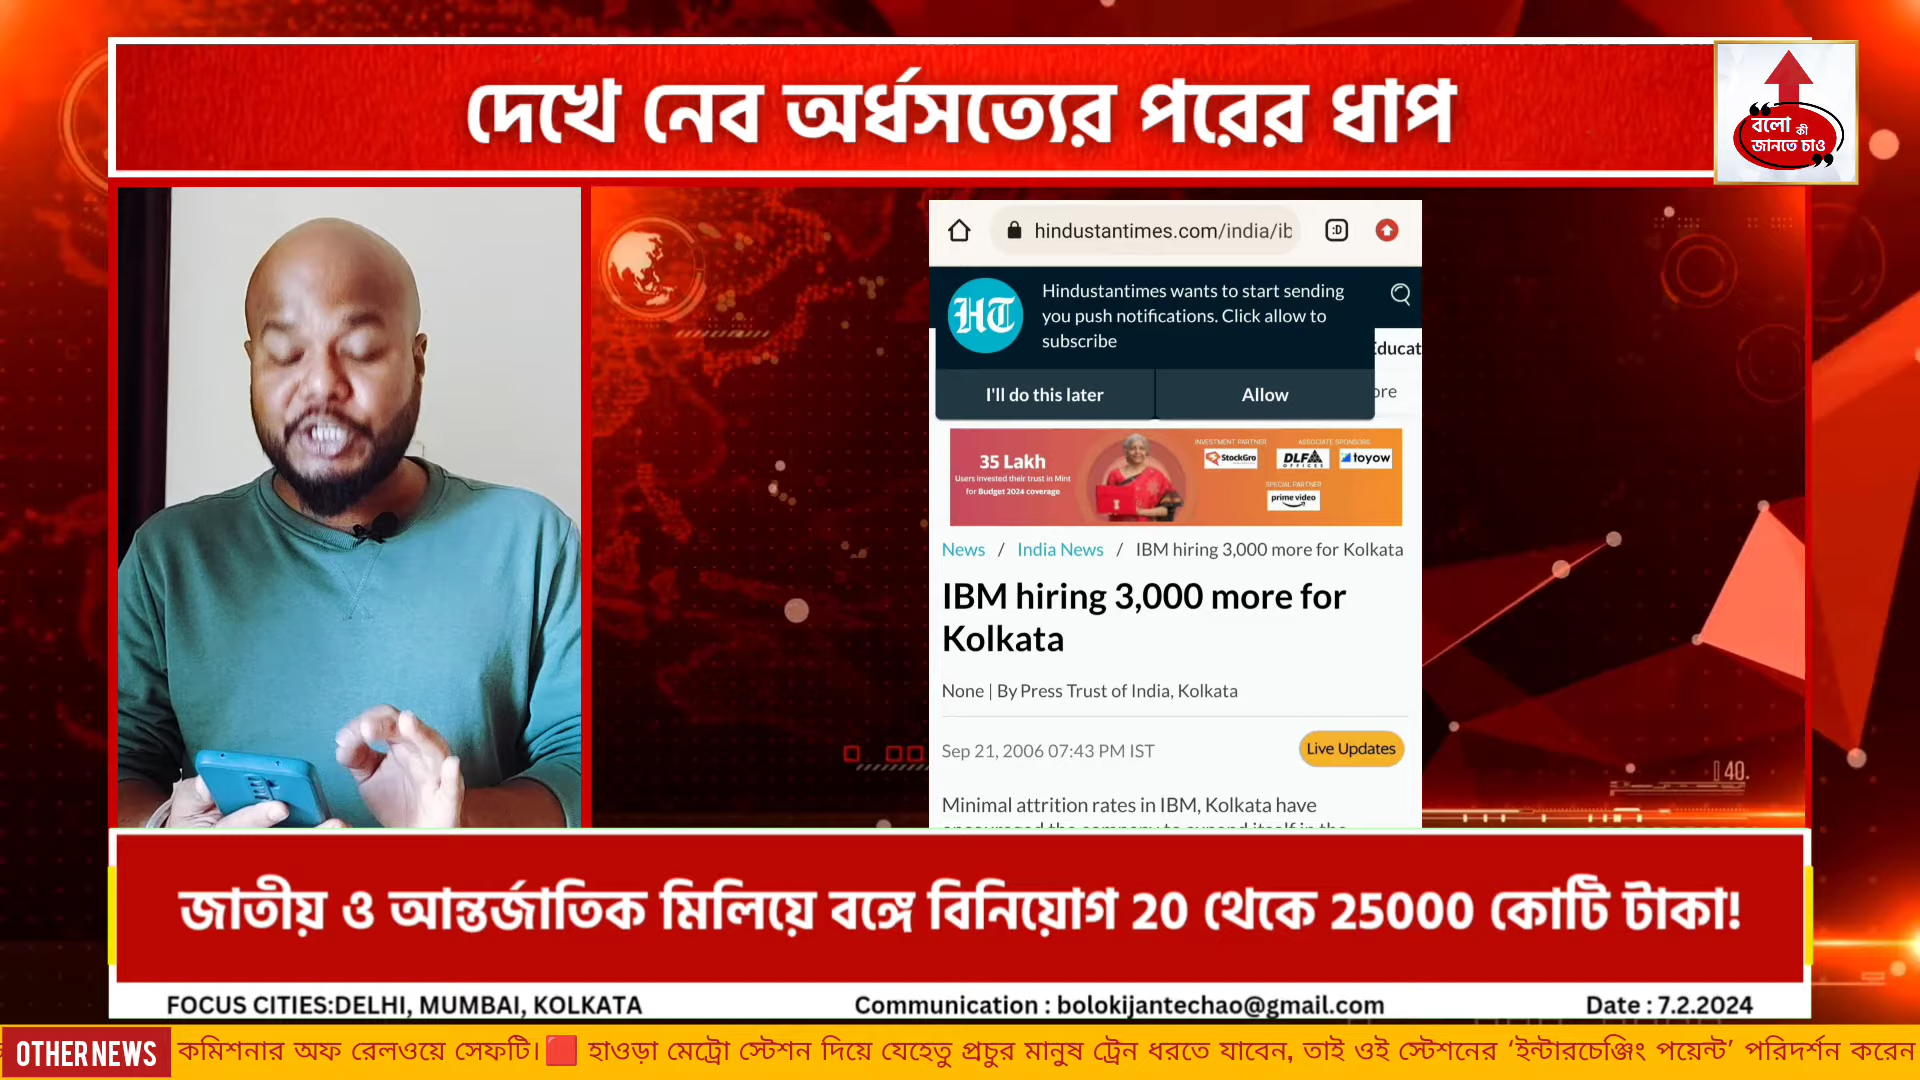 দেখে নেব অর্ধসত্যের পরের ধাপ
বলো কী
জানতে চাও
hindustantimes.com/india/ib
:D
HT
Hindustantimes wants to start sending
you push notifications. Click allow to
subscribe
Educat
I'll do this later
Allow
ore
35 Lakh
Users invested their trust in Mint
for Budget 2024 coverage
INVESTMENT PARTNER
StockGro
ASSOCIATE SPONSORS
DLF
OFFICES
toyow
SPECIAL PARTNER
prime video
News / India News / IBM hiring 3,000 more for Kolkata
IBM hiring 3,000 more for
Kolkata
None | By Press Trust of India, Kolkata
Sep 21, 2006 07:43 PM IST
Live Updates
Minimal attrition rates in IBM, Kolkata have
40.
জাতীয় ও আন্তর্জাতিক মিলিয়ে বঙ্গে বিনিয়োগ 20 থেকে 25000 কোটি টাকা!
FOCUS CITIES:DELHI, MUMBAI, KOLKATA
Communication : bolokijantechao@gmail.com
Date : 7.2.2024
OTHER NEWS
কমিশনার অফ রেলওয়ে সেফটি। 🟥 হাওড়া মেট্রো স্টেশন দিয়ে যেহেতু প্রচুর মানুষ ট্রেন ধরতে যাবেন, তাই ওই স্টেশনের ‘ইন্টারচেঞ্জিং পয়েন্ট’ পরিদর্শন করেন